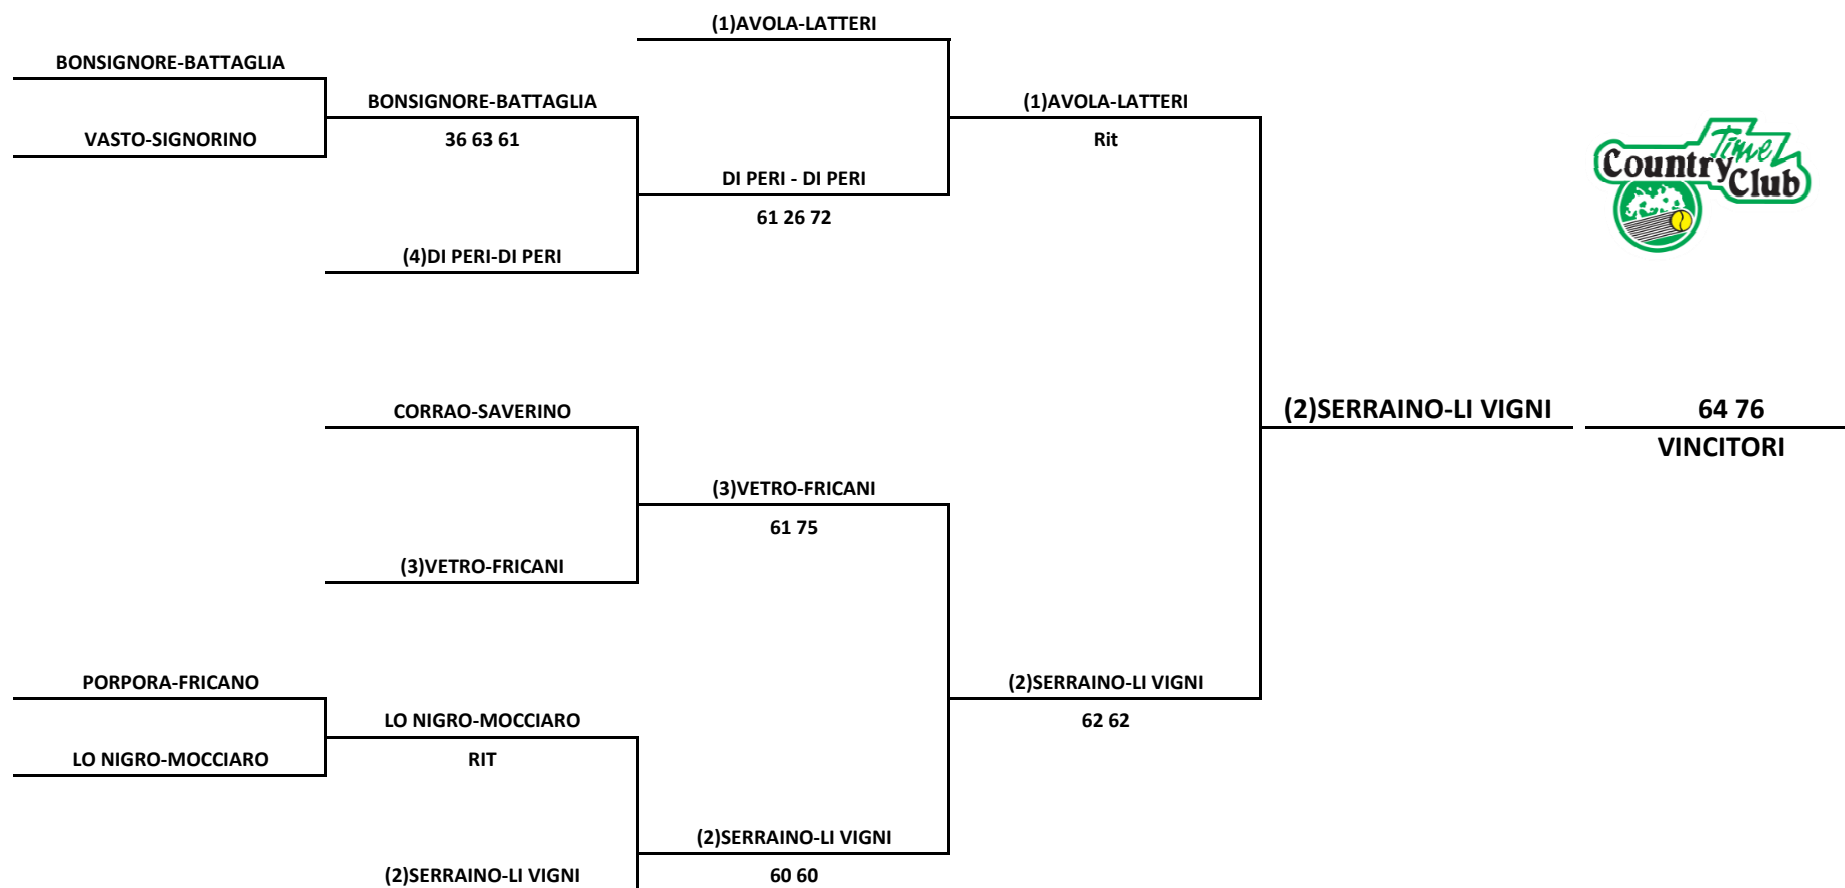 (1)AVOLA-LATTERI
BONSIGNORE-BATTAGLIA
BONSIGNORE-BATTAGLIA
(1)AVOLA-LATTERI
VASTO-SIGNORINO
36 63 61
Rit
Time
Country
Club
DI PERI - DI PERI
61 26 72
(4)DI PERI-DI PERI
CORRAO-SAVERINO
(2)SERRAINO-LI VIGNI
64 76
VINCITORI
(3)VETRO-FRICANI
61 75
(3)VETRO-FRICANI
PORPORA-FRICANO
(2)SERRAINO-LI VIGNI
LO NIGRO-MOCCIARO
62 62
LO NIGRO-MOCCIARO
RIT
(2)SERRAINO-LI VIGNI
(2)SERRAINO-LI VIGNI
60 60